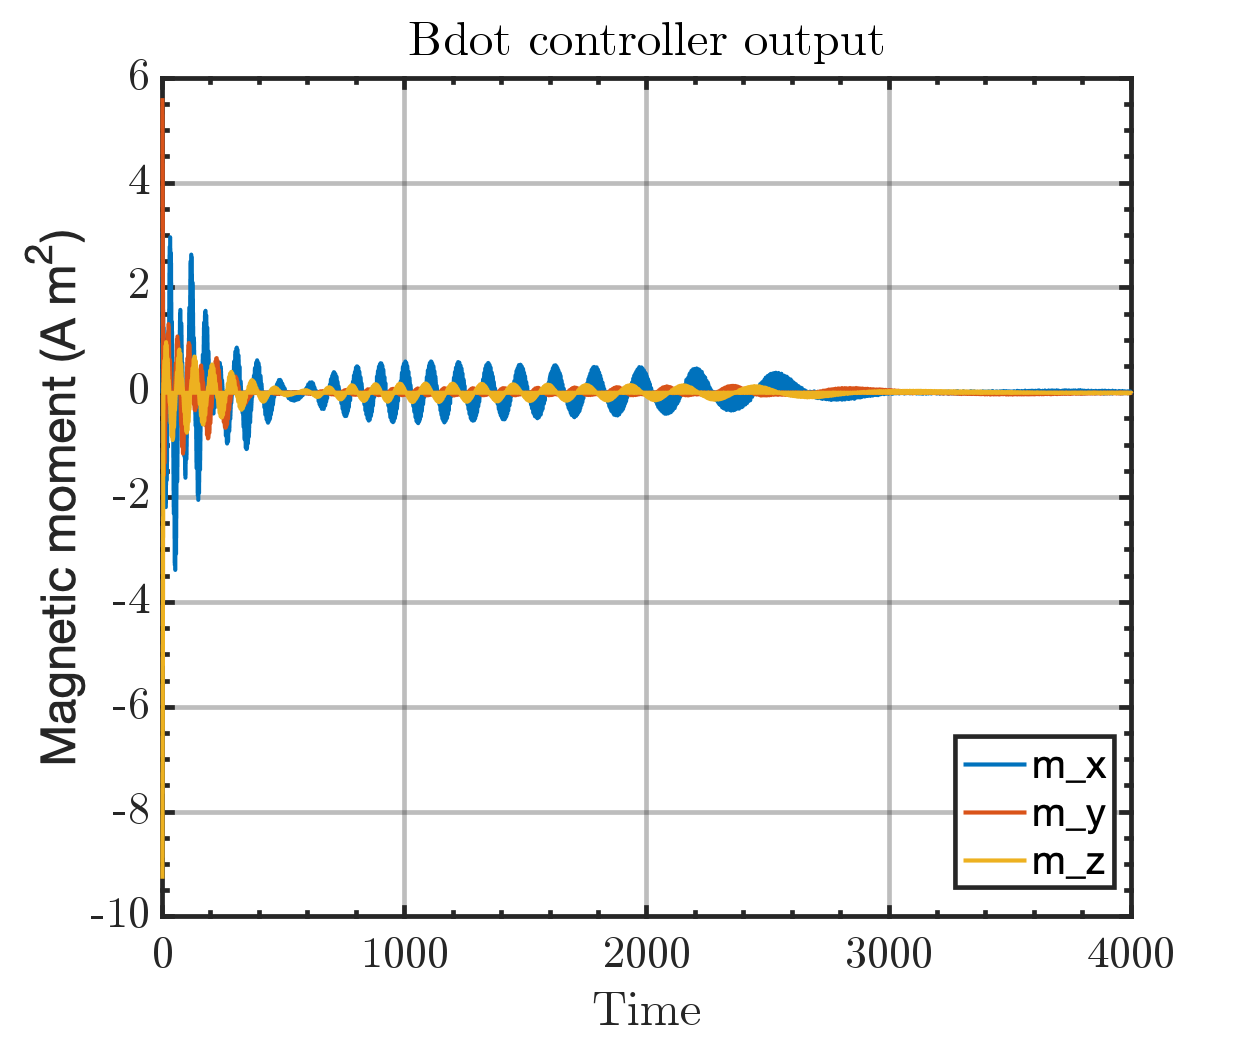 Bdot controller output
Magnetic moment (A m²)
6
4
2
0
-2
-4
-6
-8
-10
0 1000 2000 3000 4000
Time
m_x
m_y
m_z